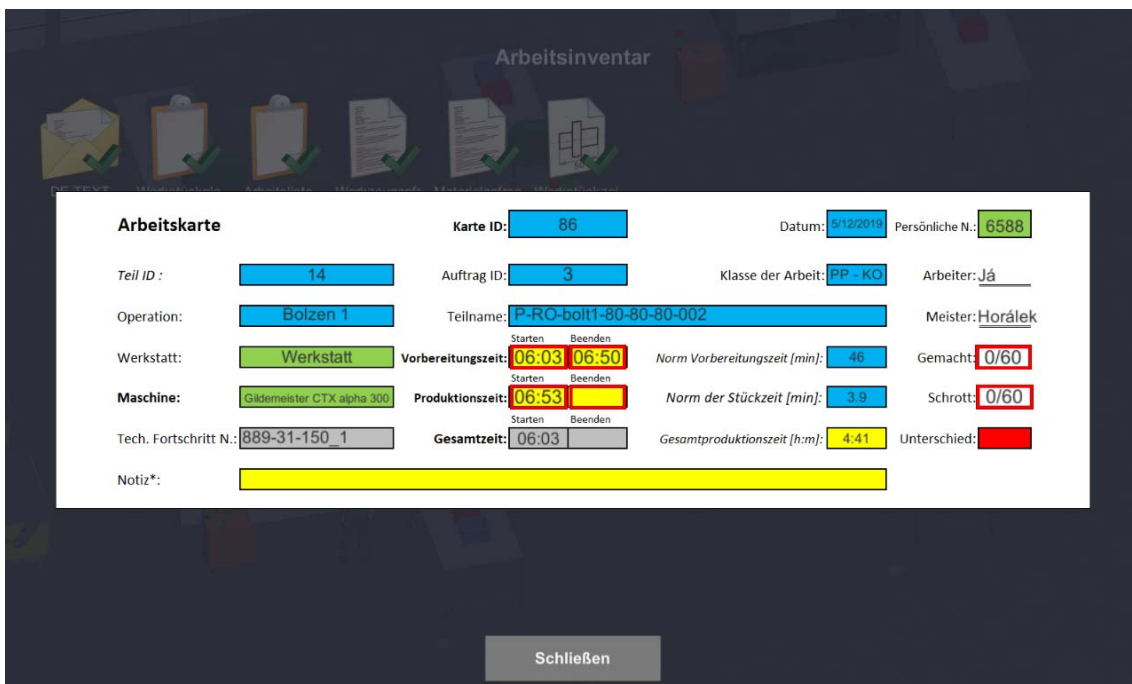 Arbeitsinventar
DE TEXT
Arbeitskarte Karte ID: 86 Datum: 5/12/2019 Persönliche N.: 6588
Teil ID : 14 Auftrag ID: 3 Klasse der Arbeit: PP - KO Arbeiter: Já
Operation: Bolzen 1 Teilname: P-RO-bolt1-80-80-80-002 Meister: Horálek
Starten Beenden
Werkstatt: Werkstatt Vorbereitungszeit: 06:03 06:50 Norm Vorbereitungszeit [min]: 46 Gemacht: 0/60
Starten Beenden
Maschine: Gildemeister CTX alpha 300 Produktionszeit: 06:53 Norm der Stückzeit [min]: 3.9 Schrott: 0/60
Starten Beenden
Tech. Fortschritt N.: 889-31-150_1 Gesamtzeit: 06:03 Gesamtproduktionszeit [h:m]: 4:41 Unterschied:
Notiz*:
Schließen